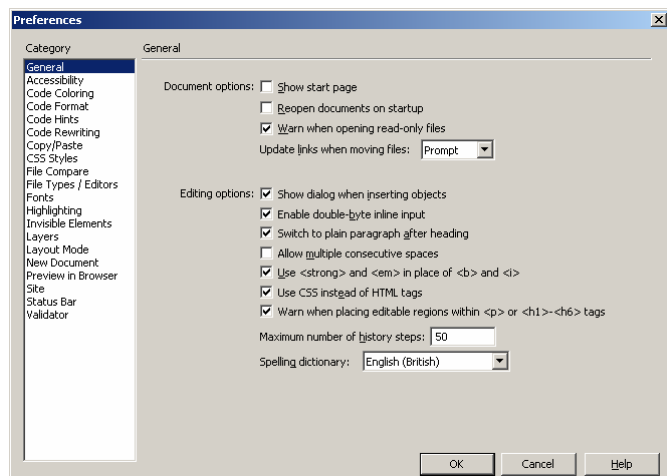 Preferences
Category
General
Accessibility
Code Coloring
Code Format
Code Hints
Code Rewriting
Copy/Paste
CSS Styles
File Compare
File Types / Editors
Fonts
Highlighting
Invisible Elements
Layers
Layout Mode
New Document
Preview in Browser
Site
Status Bar
Validator
General
Document options: Show start page
Reopen documents on startup
Warn when opening read-only files
Update links when moving files: Prompt
Editing options: Show dialog when inserting objects
Enable double-byte inline input
Switch to plain paragraph after heading
Allow multiple consecutive spaces
Use <strong> and <em> in place of <b> and <i>
Use CSS instead of HTML tags
Warn when placing editable regions within <p> or <h1>-<h6> tags
Maximum number of history steps: 50
Spelling dictionary: English (British)
OK Cancel Help